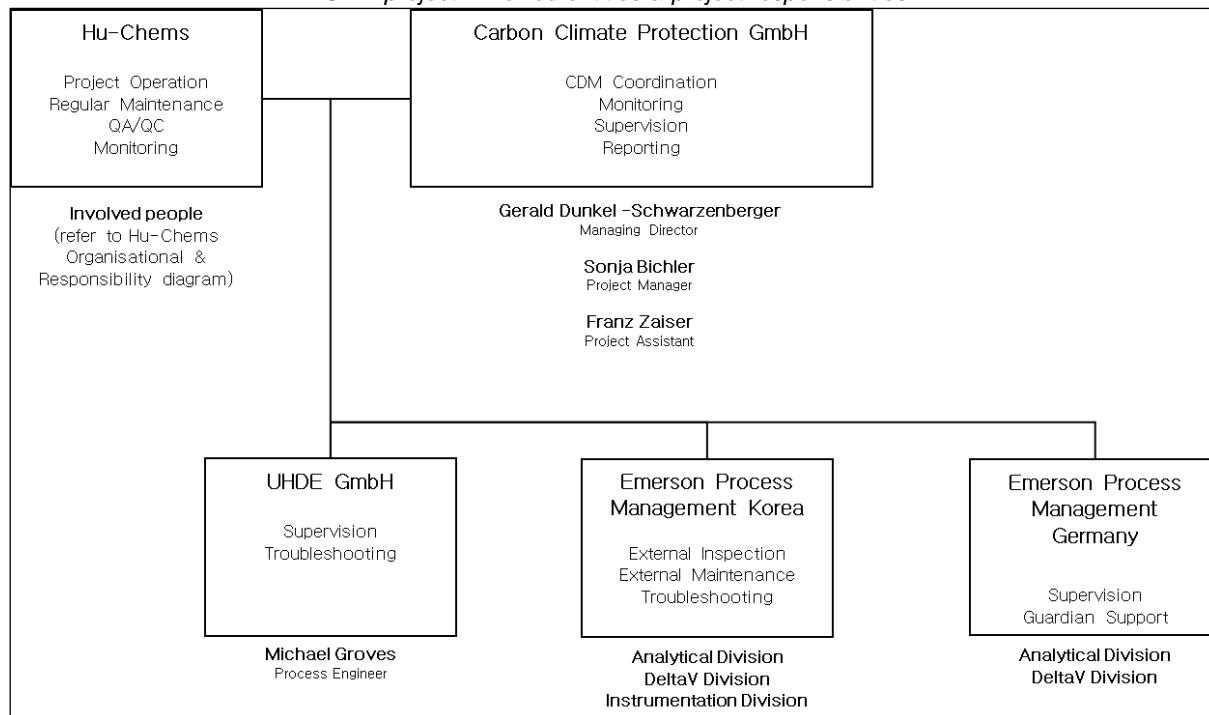 Hu-Chems
Project Operation
Regular Maintenance
QA/QC
Monitoring
Involved people
(refer to Hu-Chems
Organisational &
Responsibility diagram)
Carbon Climate Protection GmbH
CDM Coordination
Monitoring
Supervision
Reporting
Gerald Dunkel -Schwarzenberger
Managing Director
Sonja Bichler
Project Manager
Franz Zaiser
Project Assistant
UHDE GmbH
Supervision
Troubleshooting
Michael Groves
Process Engineer
Emerson Process
Management Korea
External Inspection
External Maintenance
Troubleshooting
Analytical Division
DeltaV Division
Instrumentation Division
Emerson Process
Management
Germany
Supervision
Guardian Support
Analytical Division
DeltaV Division